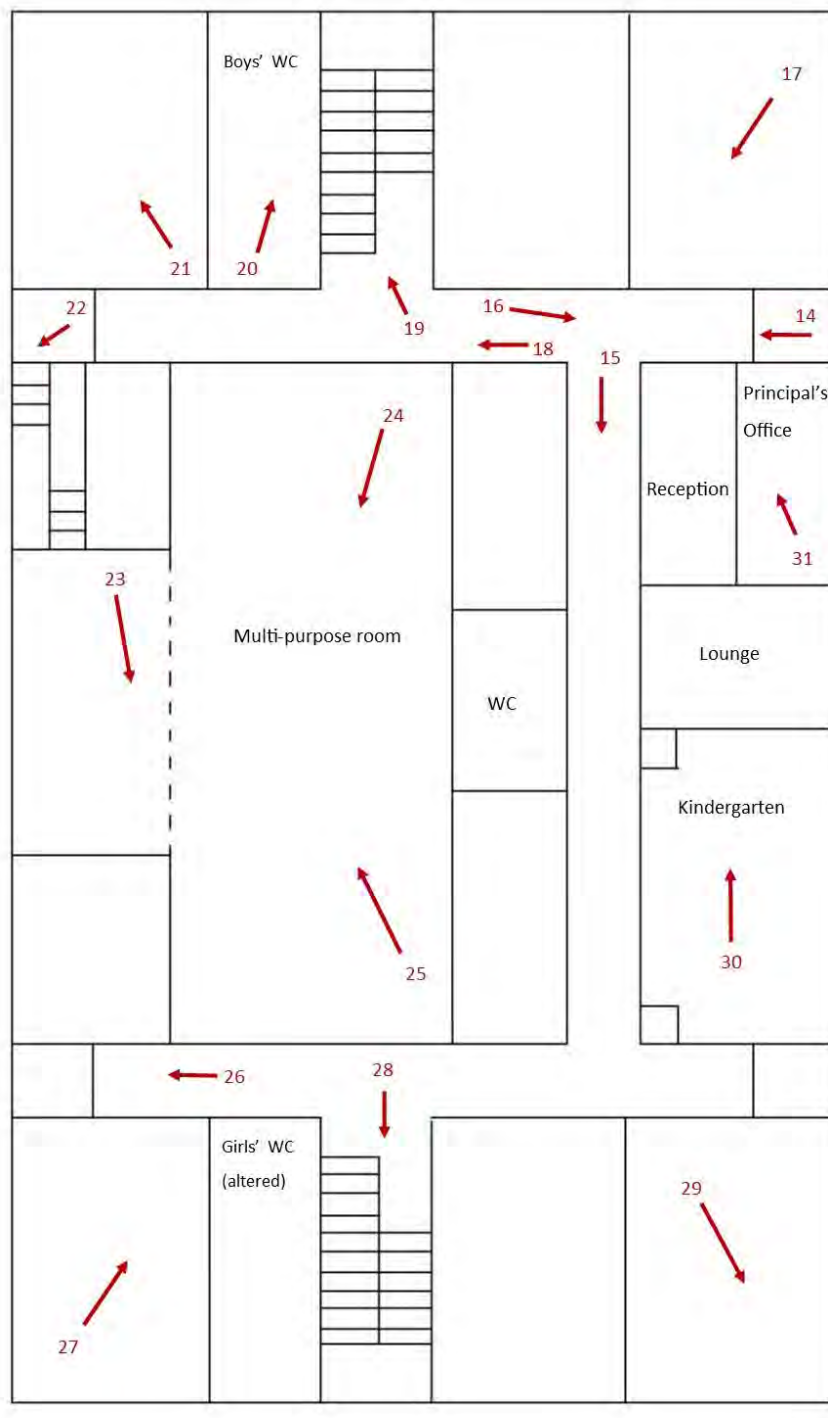 Boys' WC
17
21
20
22
19
16
18
15
14
24
Principal's
Office
Reception
31
23
Multi-purpose room
Lounge
WC
Kindergarten
25
30
26
28
Girls' WC
(altered)
29
27